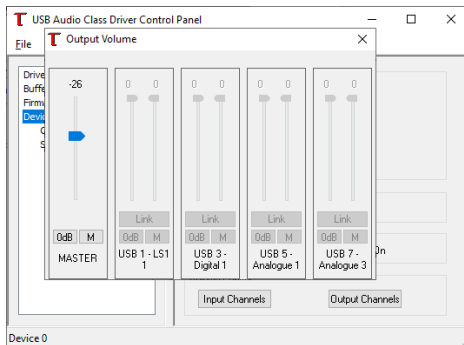 USB Audio Class Driver Control Panel
File
Output Volume
Drive
Buffe
Firmw
Devic
-26
0 0 0 0 0 0 0 0
Link Link Link Link
0dB M 0dB M 0dB M 0dB M 0dB M
MASTER
USB 1 - LS1
1
USB 3 -
Digital 1
USB 5 -
Analogue 1
USB 7 -
Analogue 3
Input Channels Output Channels
Device 0